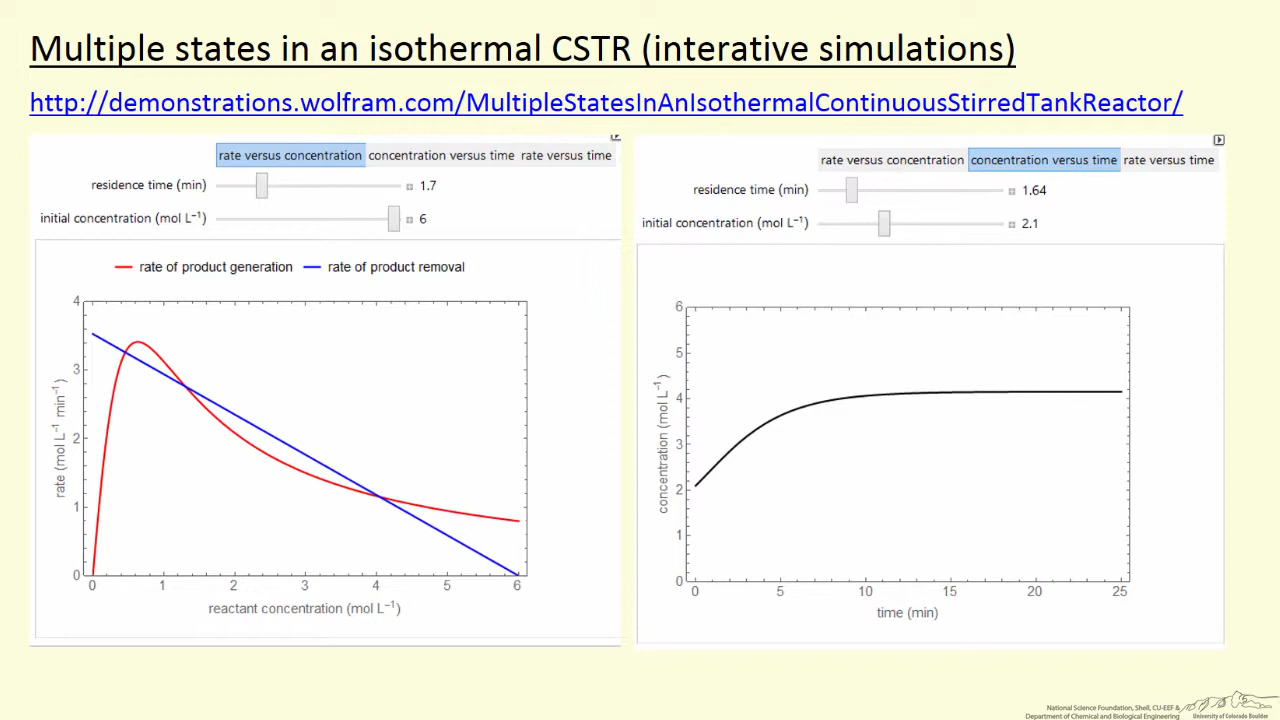 Multiple states in an isothermal CSTR (interative simulations)
http://demonstrations.wolfram.com/MultipleStatesInAnIsothermalContinuousStirredTankReactor/
rate versus concentration concentration versus time rate versus time
residence time (min) 1.7
initial concentration (mol L⁻¹) 6
rate of product generation rate of product removal
rate (mol L⁻¹ min⁻¹)
4
3
2
1
0
0 1 2 3 4 5 6
reactant concentration (mol L⁻¹)
rate versus concentration concentration versus time rate versus time
residence time (min) 1.64
initial concentration (mol L⁻¹) 2.1
concentration (mol L⁻¹)
6
5
4
3
2
1
0
0 5 10 15 20 25
time (min)
National Science Foundation, Shell, CU-EEF &
Department of Chemical and Biological Engineering
University of Colorado Boulder